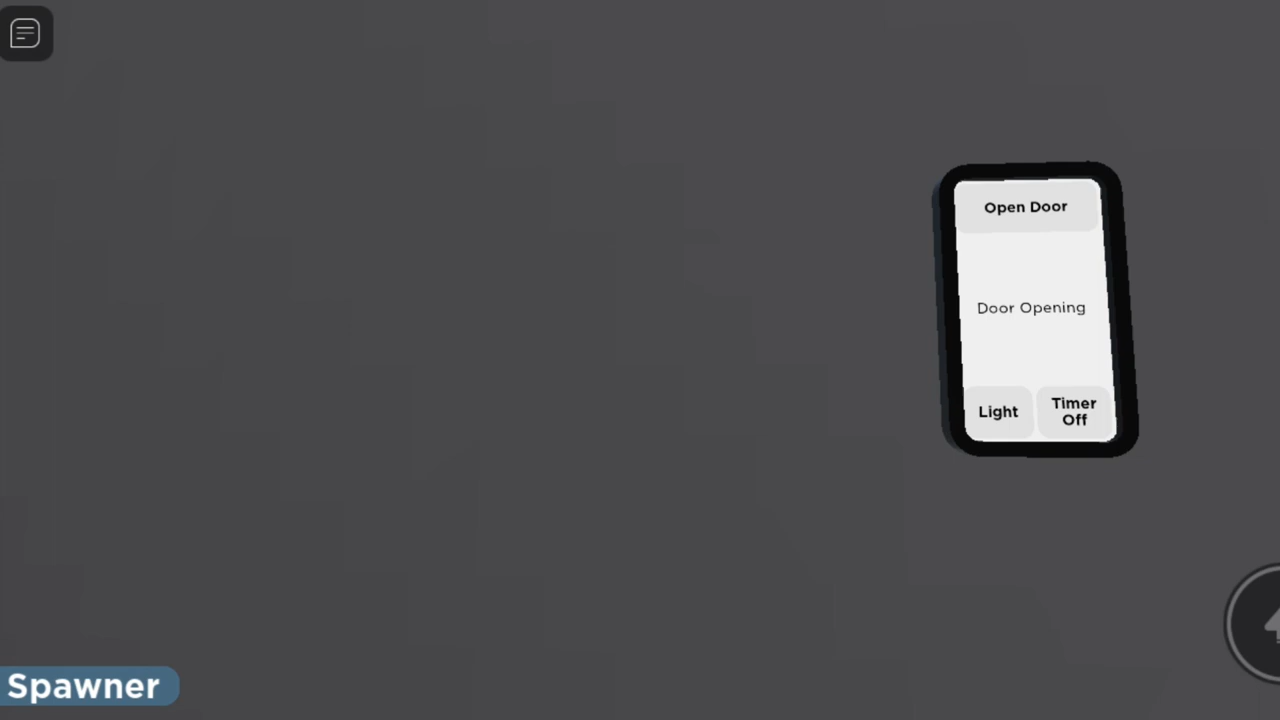 Open Door
Door Opening
Light
Timer
Off
Spawner